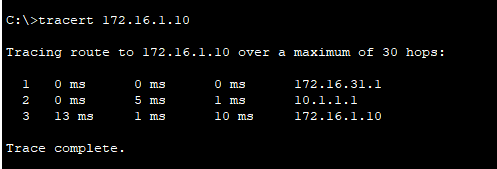 C:\>tracert 172.16.1.10
Tracing route to 172.16.1.10 over a maximum of 30 hops:
1 0 ms 0 ms 0 ms 172.16.31.1
2 0 ms 5 ms 1 ms 10.1.1.1
3 13 ms 1 ms 10 ms 172.16.1.10
Trace complete.